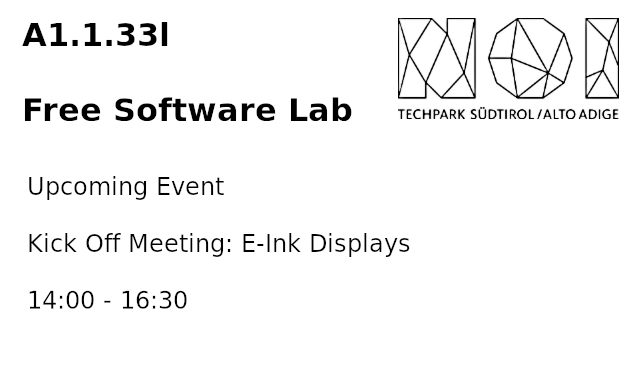 A1.1.33l
Free Software Lab
NOI
TECHPARK SÜDTIROL/ALTO ADIGE
Upcoming Event
Kick Off Meeting: E-Ink Displays
14:00 - 16:30